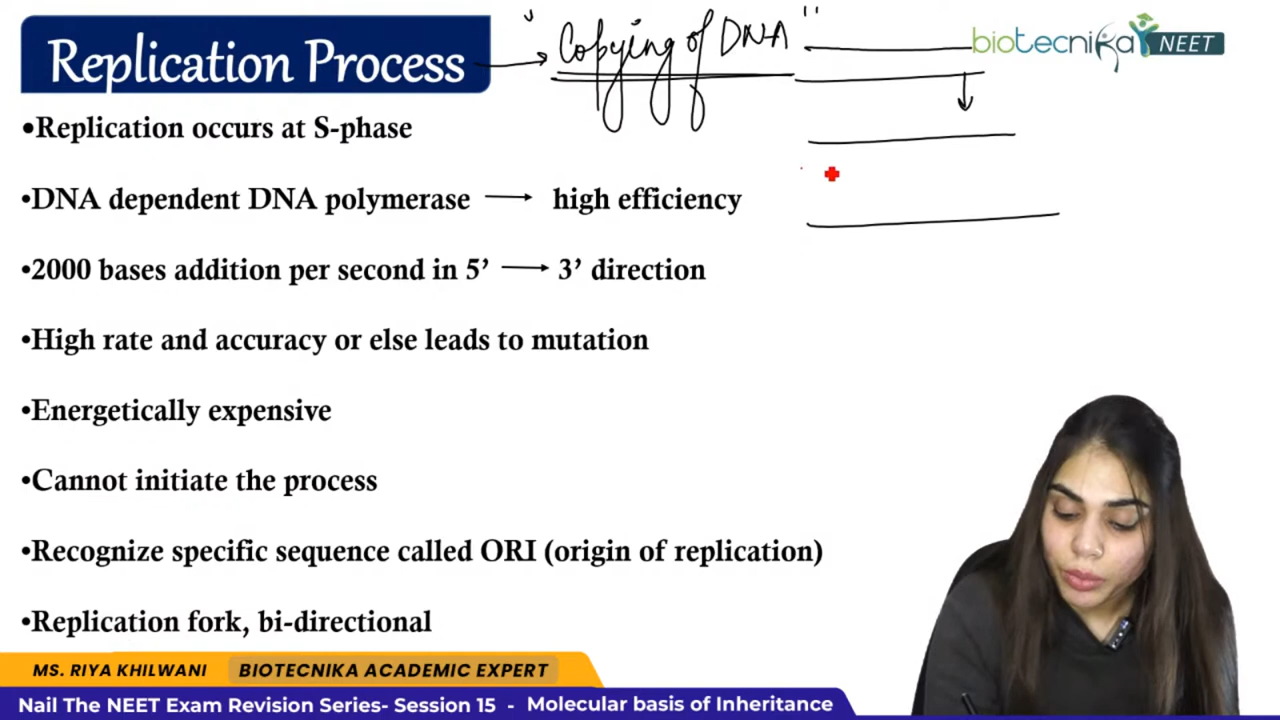 Replication Process
" Copying of DNA "
biotecnika NEET
•Replication occurs at S-phase
•DNA dependent DNA polymerase → high efficiency
•2000 bases addition per second in 5’ → 3’ direction
•High rate and accuracy or else leads to mutation
•Energetically expensive
•Cannot initiate the process
•Recognize specific sequence called ORI (origin of replication)
•Replication fork, bi-directional
MS. RIYA KHILWANI BIOTECNIKA ACADEMIC EXPERT
Nail The NEET Exam Revision Series- Session 15 - Molecular basis of Inheritance